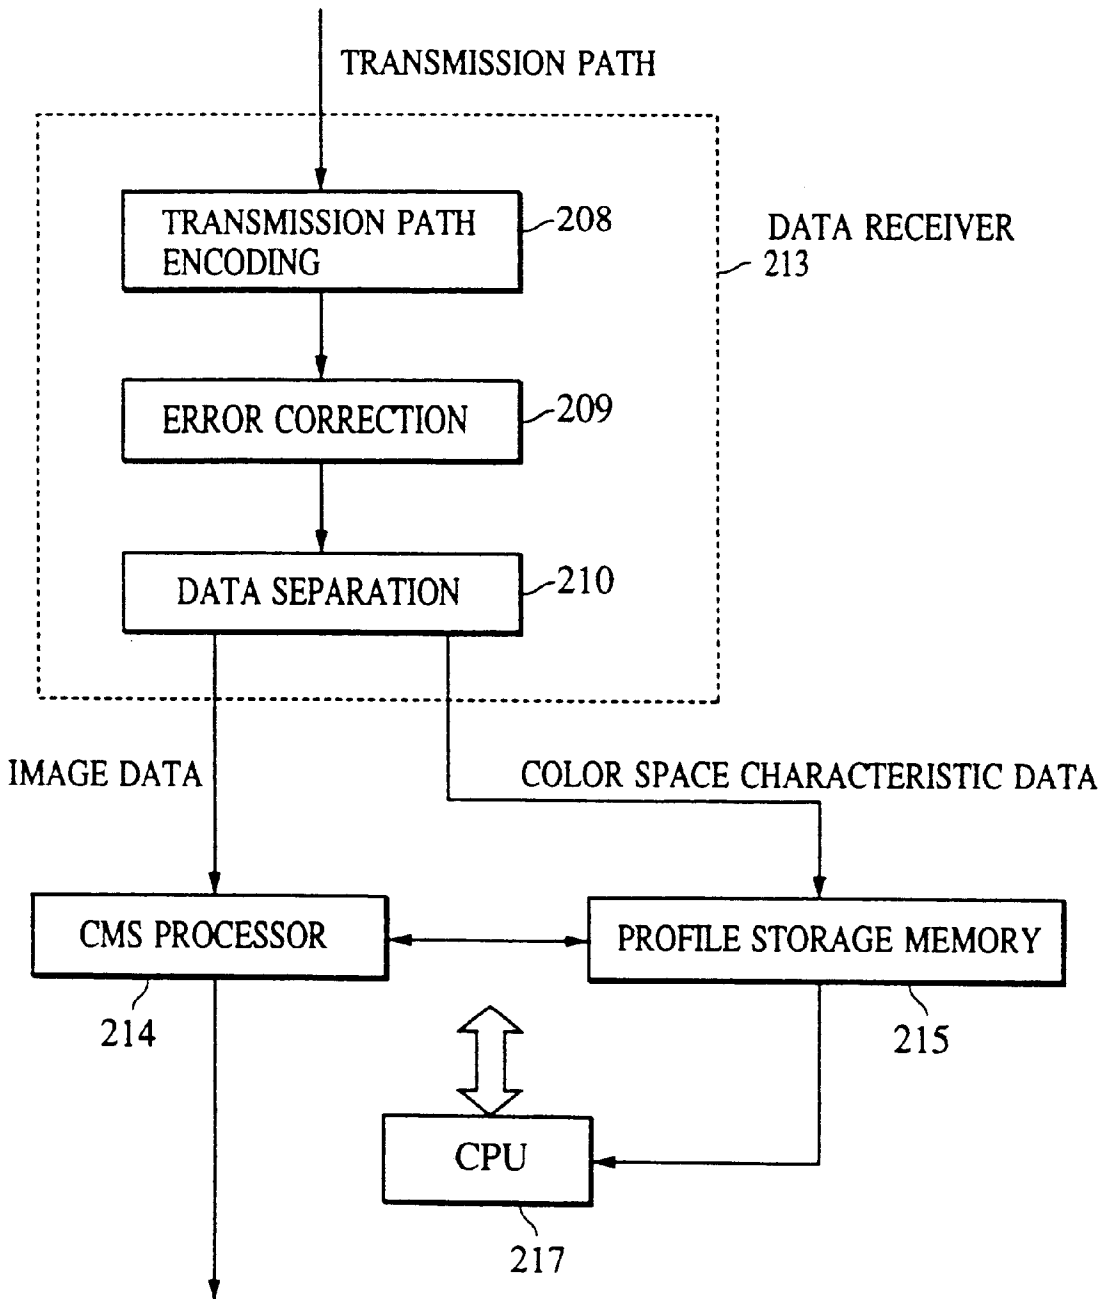 TRANSMISSION PATH
TRANSMISSION PATH
ENCODING
208
DATA RECEIVER
213
ERROR CORRECTION
209
DATA SEPARATION
210
IMAGE DATA
COLOR SPACE CHARACTERISTIC DATA
CMS PROCESSOR
PROFILE STORAGE MEMORY
214
215
CPU
217